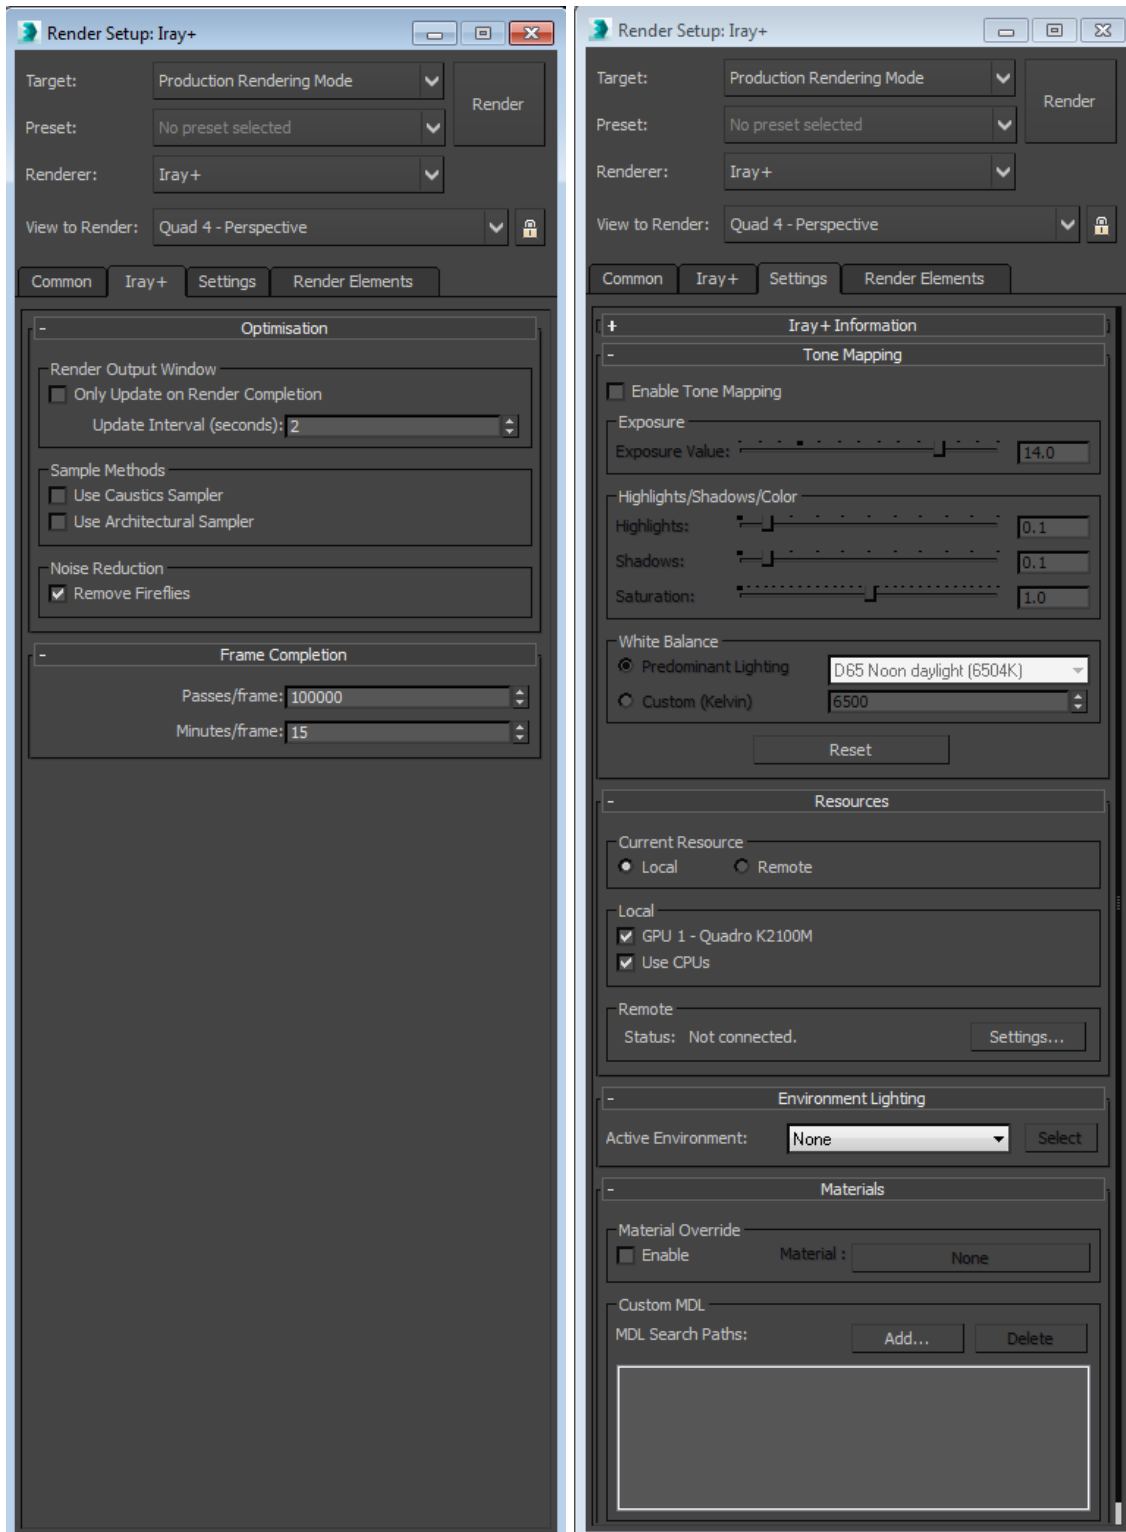 Render Setup: Iray+
Target: Production Rendering Mode
Render
Preset: No preset selected
Renderer: Iray+
View to Render: Quad 4 - Perspective
Common Iray+ Settings Render Elements
- Optimisation
Render Output Window
Only Update on Render Completion
Update Interval (seconds): 2
Sample Methods
Use Caustics Sampler
Use Architectural Sampler
Noise Reduction
Remove Fireflies
- Frame Completion
Passes/frame: 100000
Minutes/frame: 15
Render Setup: Iray+
Target: Production Rendering Mode
Render
Preset: No preset selected
Renderer: Iray+
View to Render: Quad 4 - Perspective
Common Iray+ Settings Render Elements
+ Iray+ Information
- Tone Mapping
Enable Tone Mapping
Exposure
Exposure Value: 14.0
Highlights/Shadows/Color
Highlights: 0.1
Shadows: 0.1
Saturation: 1.0
White Balance
Predominant Lighting D65 Noon daylight (6504K)
Custom (Kelvin) 6500
Reset
- Resources
Current Resource
Local Remote
Local
GPU 1 - Quadro K2100M
Use CPUs
Remote
Status: Not connected. Settings...
- Environment Lighting
Active Environment: None Select
- Materials
Material Override
Enable Material : None
Custom MDL
MDL Search Paths: Add... Delete